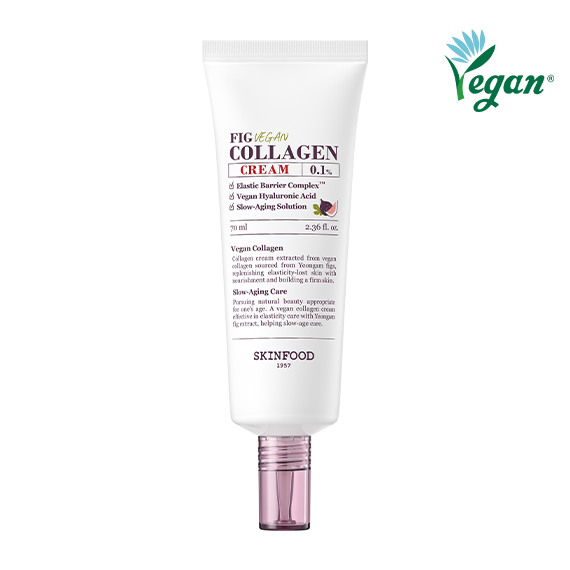 Vegan®
FIG VEGAN
COLLAGEN
CREAM 0.1%
Elastic Barrier Complex™
Vegan Hyaluronic Acid
Slow-Aging Solution
70 ml 2.36 fl. oz.
Vegan Collagen
Collagen cream extracted from vegan
collagen sourced from Yeongam figs,
replenishing elasticity-lost skin with
nourishment and building a firm skin.
Slow-Aging Care
Pursuing natural beauty appropriate
for one's age. A vegan collagen cream
effective in elasticity care with Yeongam
fig extract, helping slow-age care.
SKINFOOD
1957